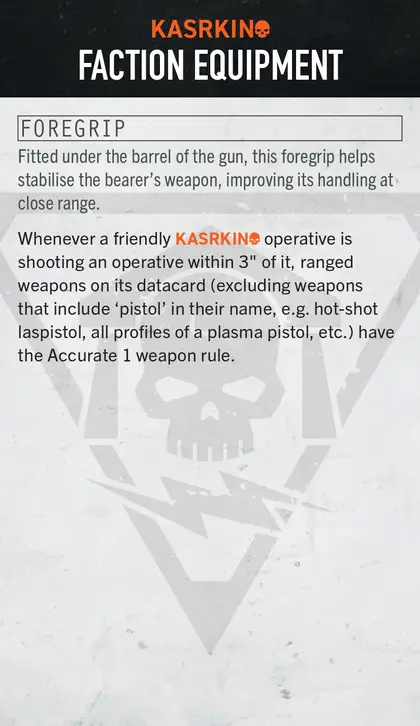 KASRKIN
FACTION EQUIPMENT
FOREGRIP
Fitted under the barrel of the gun, this foregrip helps
stabilise the bearer’s weapon, improving its handling at
close range.
Whenever a friendly KASRKIN operative is
shooting an operative within 3" of it, ranged
weapons on its datacard (excluding weapons
that include ‘pistol’ in their name, e.g. hot-shot
laspistol, all profiles of a plasma pistol, etc.) have
the Accurate 1 weapon rule.